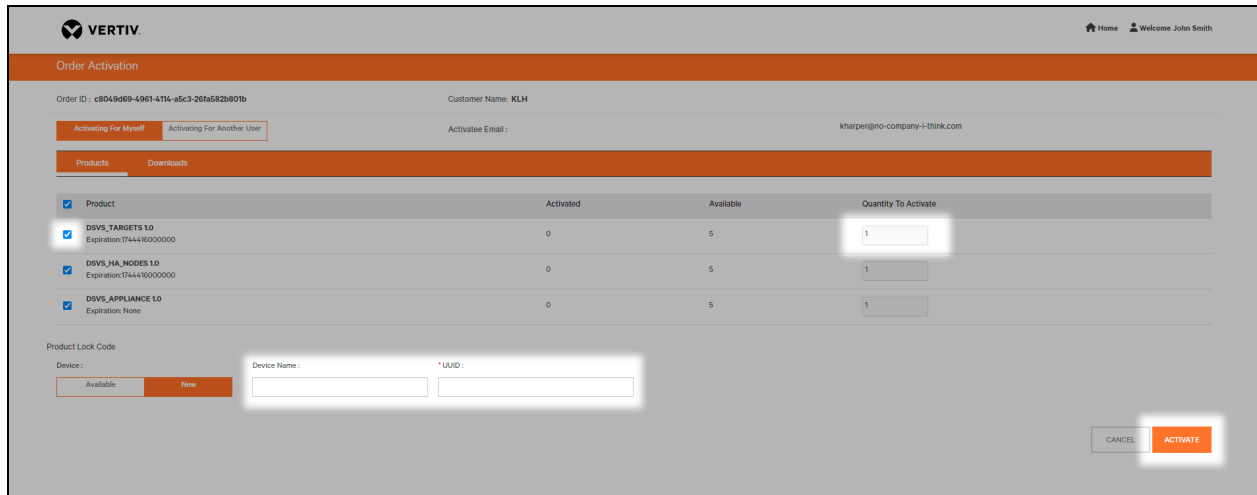 VERTIV.
Home Welcome John Smith
Order Activation
Order ID : c8049d69-4961-4114-a5c3-26fa582b801b Customer Name: KLH
Activating For Myself Activating For Another User Activatee Email : kharper@no-company-i-think.com
Products Downloads
Product Activated Available Quantity To Activate
DSVS_TARGETS 1.0
Expiration:1744416000000 0 5 1
DSVS_HA_NODES 1.0
Expiration:1744416000000 0 5 1
DSVS_APPLIANCE 1.0
Expiration: None 0 5 1
Product Lock Code
Device : Device Name : * UUID :
Available New
CANCEL ACTIVATE